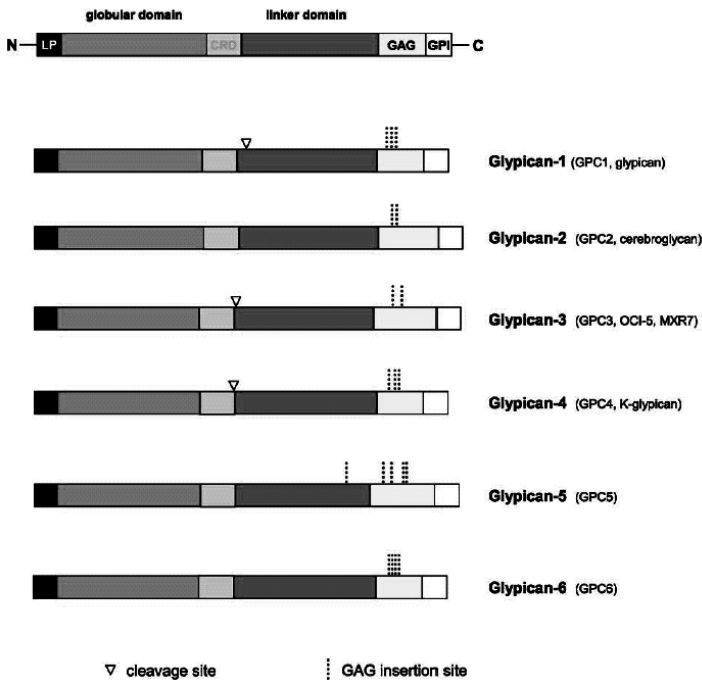 globular domain linker domain
N LP CRD GAG GPI C
Glypican-1 (GPC1, glypican)
Glypican-2 (GPC2, cerebroglycan)
Glypican-3 (GPC3, OCI-5, MXR7)
Glypican-4 (GPC4, K-glypican)
Glypican-5 (GPC5)
Glypican-6 (GPC6)
cleavage site GAG insertion site